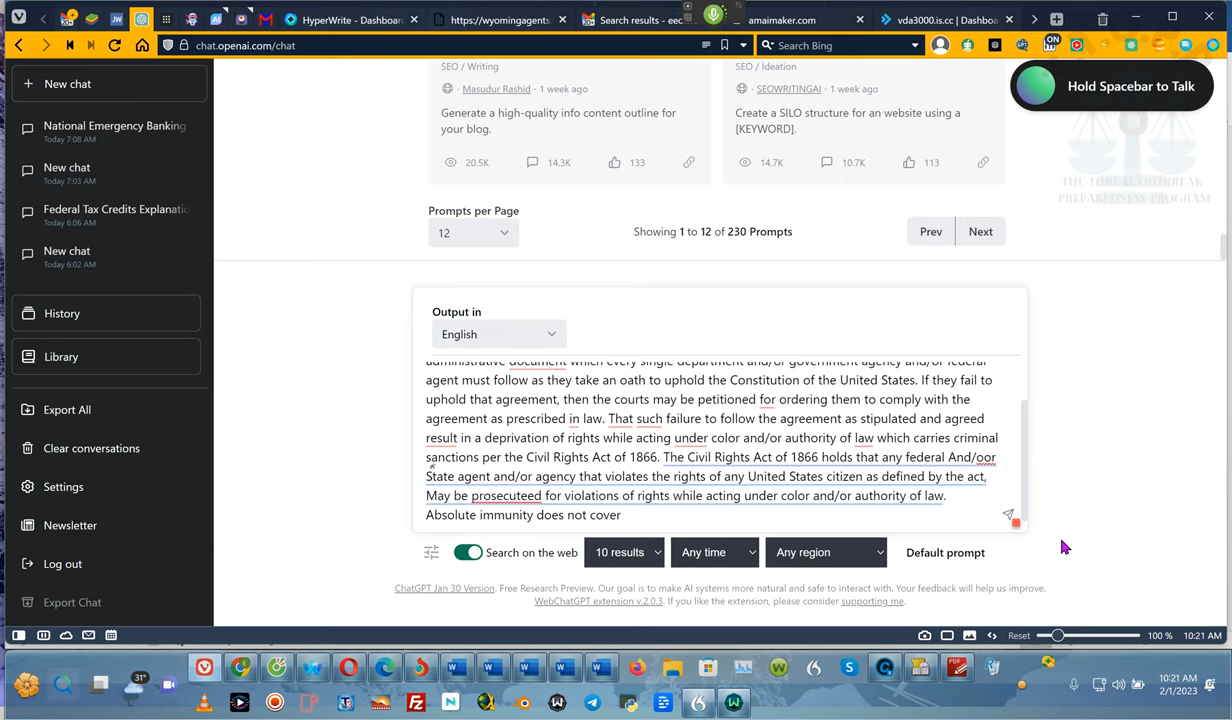 HyperWrite - Dashboard
https://wyomingagents.
Search results - eec
amaimaker.com
vda3000.is.cc | Dashboa
chat.openai.com/chat
Search Bing
ON
New chat
National Emergency Banking
Today 7:08 AM
New chat
Today 7:03 AM
Federal Tax Credits Explanatio
Today 6:06 AM
New chat
Today 6:02 AM
History
Library
Export All
Clear conversations
Settings
Newsletter
Log out
Export Chat
SEO / Writing
Masudur Rashid · 1 week ago
Generate a high-quality info content outline for
your blog.
20.5K 14.3K 133
SEO / Ideation
SEOWRITINGAI · 1 week ago
Create a SILO structure for an website using a
[KEYWORD].
14.7K 10.7K 113
Hold Spacebar to Talk
THE THREAT OUTBREAK
PREPAREDNESS PROGRAM
Prompts per Page
12
Showing 1 to 12 of 230 Prompts
Prev Next
Output in
English
administrative document which every single department and/or government agency and/or federal
agent must follow as they take an oath to uphold the Constitution of the United States. If they fail to
uphold that agreement, then the courts may be petitioned for ordering them to comply with the
agreement as prescribed in law. That such failure to follow the agreement as stipulated and agreed
result in a deprivation of rights while acting under color and/or authority of law which carries criminal
sanctions per the Civil Rights Act of 1866. The Civil Rights Act of 1866 holds that any federal And/oor
State agent and/or agency that violates the rights of any United States citizen as defined by the act,
May be prosecuteed for violations of rights while acting under color and/or authority of law.
Absolute immunity does not cover
Search on the web
10 results
Any time
Any region
Default prompt
ChatGPT Jan 30 Version. Free Research Preview. Our goal is to make AI systems more natural and safe to interact with. Your feedback will help us improve.
WebChatGPT extension v.2.0.3. If you like the extension, please consider supporting me.
Reset
100 %
10:21 AM
31°
10:21 AM
2/1/2023